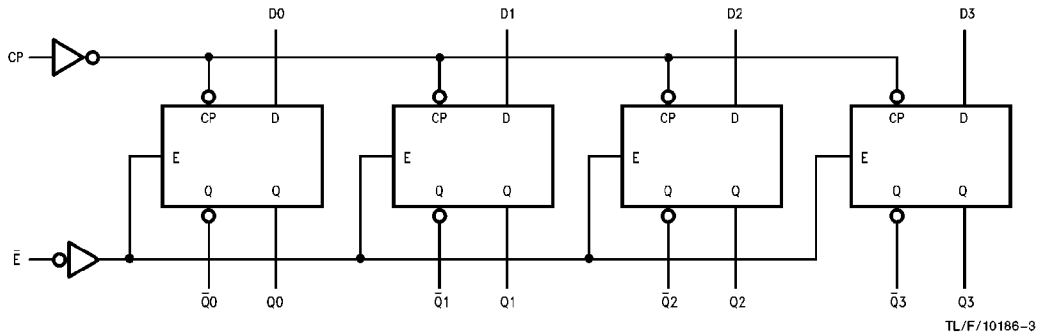 D0 D1 D2 D3
CP
CP D CP D CP D CP D
E E E E
Q Q Q Q Q Q Q Q
E̅
Q̅0 Q0 Q̅1 Q1 Q̅2 Q2 Q̅3 Q3
TL/F/10186–3